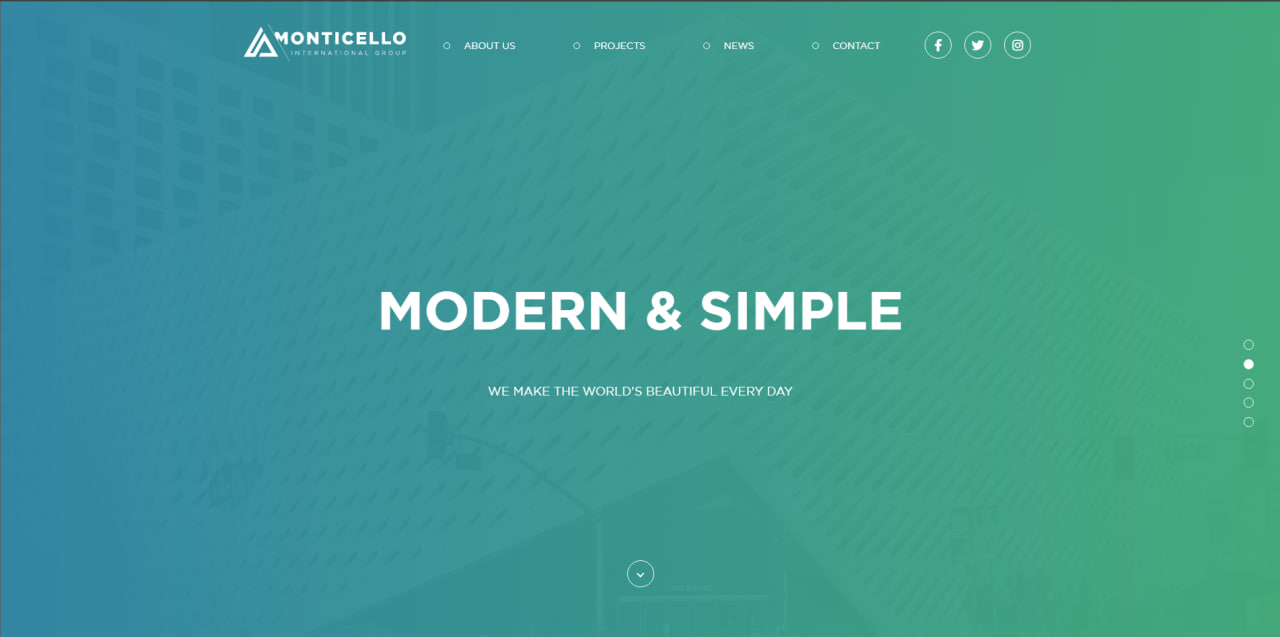 MONTICELLO
INTERNATIONAL GROUP
ABOUT US
PROJECTS
NEWS
CONTACT
MODERN & SIMPLE
WE MAKE THE WORLD'S BEAUTIFUL EVERY DAY